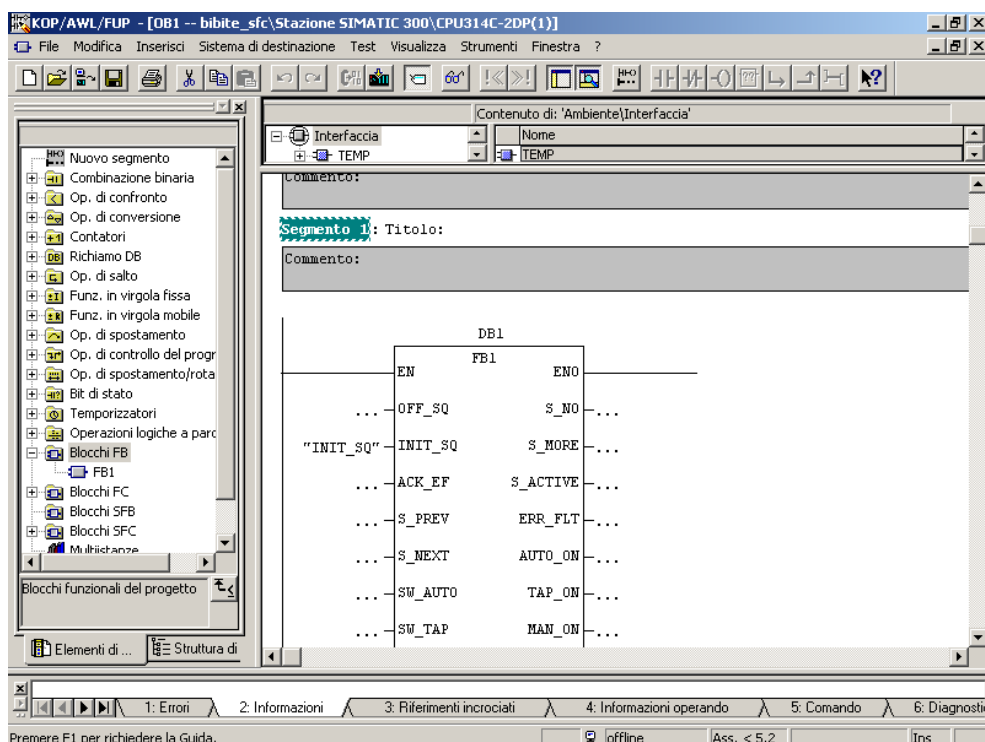 KOP/AWL/FUP - [OB1 -- bibite_sfc\Stazione SIMATIC 300\CPU314C-2DP(1)]
File Modifica Inserisci Sistema di destinazione Test Visualizza Strumenti Finestra ?
Nuovo segmento
Combinazione binaria
Op. di confronto
Op. di conversione
Contatori
Richiamo DB
Op. di salto
Funz. in virgola fissa
Funz. in virgola mobile
Op. di spostamento
Op. di controllo del progr
Op. di spostamento/rota
Bit di stato
Temporizzatori
Operazioni logiche a parc
Blocchi FB
FB1
Blocchi FC
Blocchi SFB
Blocchi SFC
Multiistanze
Blocchi funzionali del progetto
Elementi di ... Struttura di
Contenuto di: 'Ambiente\Interfaccia'
Interfaccia Nome
TEMP TEMP
Commento:
Segmento 1: Titolo:
Commento:
DB1
FB1
EN ENO
... OFF_SQ S_NO ...
"INIT_SQ" INIT_SQ S_MORE ...
... ACK_EF S_ACTIVE ...
... S_PREV ERR_FLT ...
... S_NEXT AUTO_ON ...
... SW_AUTO TAP_ON ...
... SW_TAP MAN_ON ...
1: Errori 2: Informazioni 3: Riferimenti incrociati 4: Informazioni operando 5: Comando 6: Diagnosti
Premere F1 per richiedere la Guida. offline Ass. < 5.2 Ins